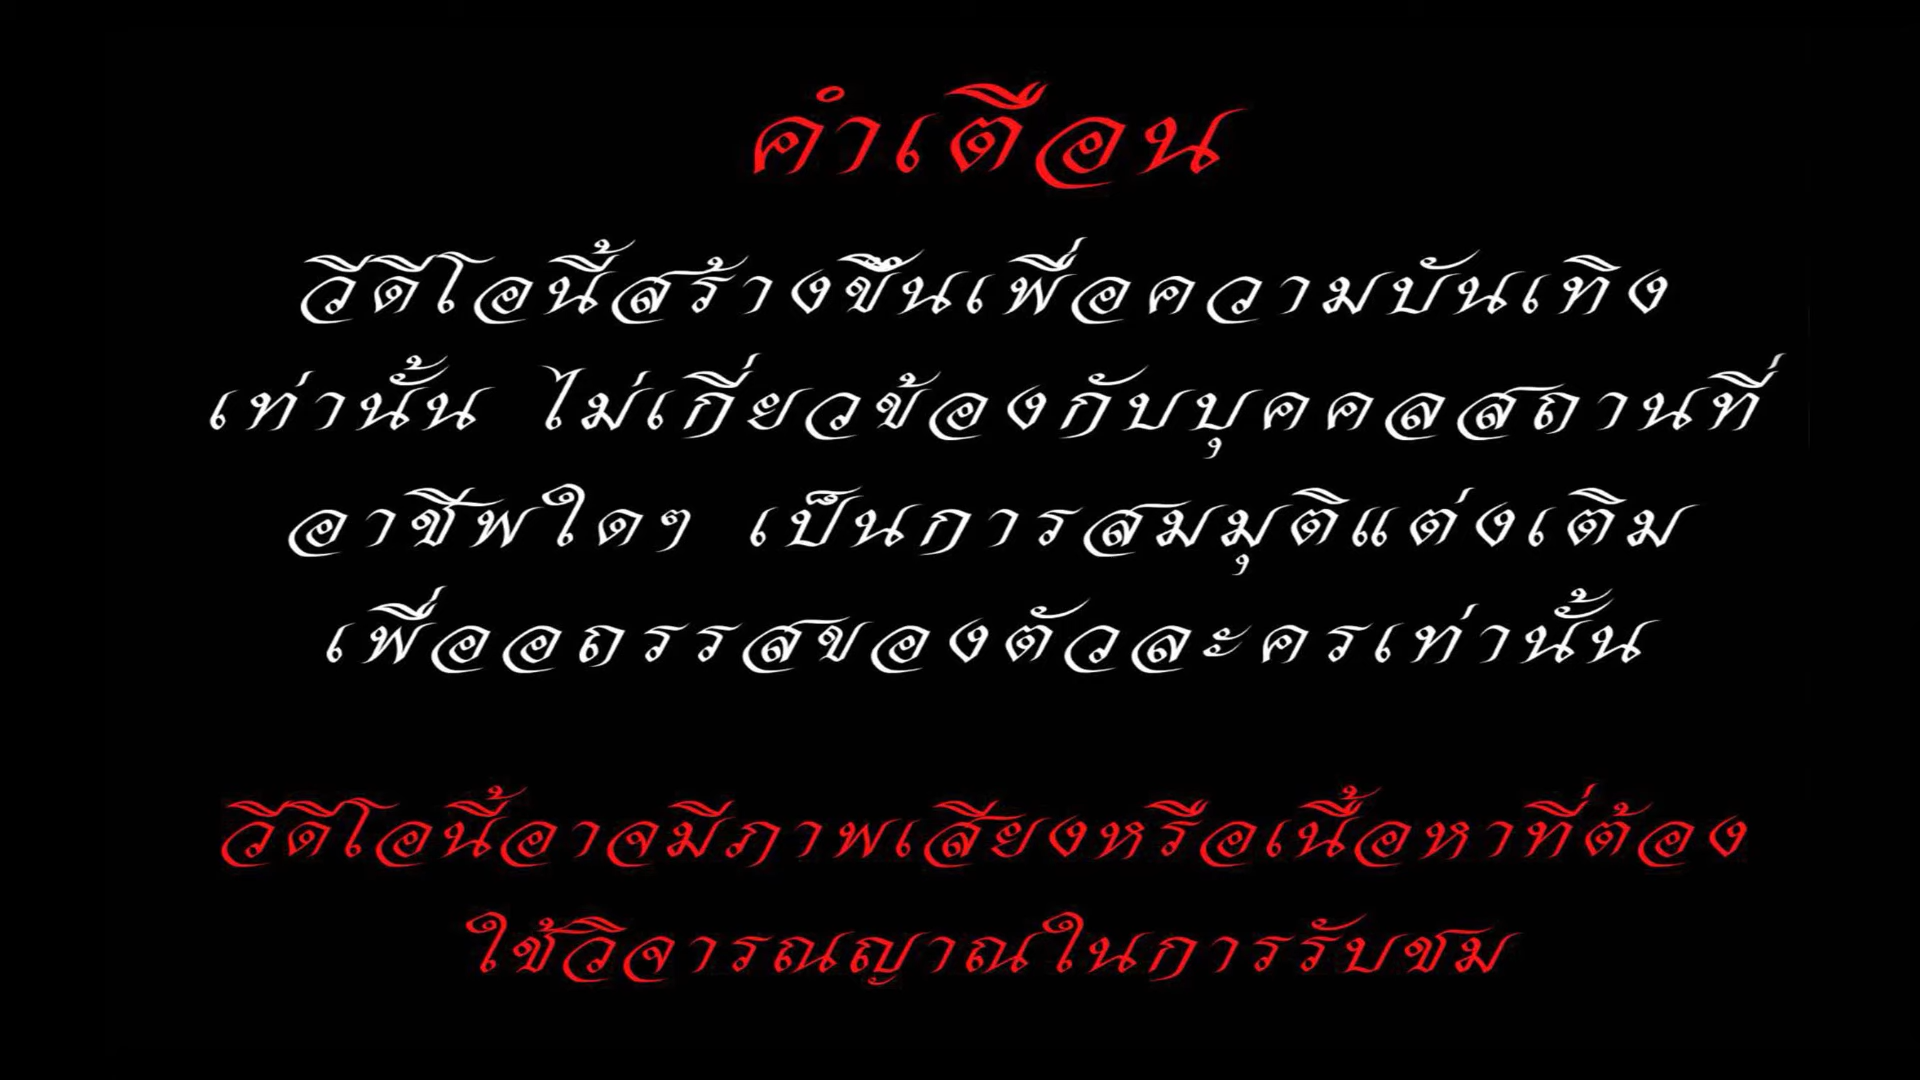 คำเตือน
วีดีโอนี้สร้างขึ้นเพื่อความบันเทิง
เท่านั้น ไม่เกี่ยวข้องกับบุคคลสถานที่
อาชีพใดๆ เป็นการสมมุติแต่งเติม
เพื่ออถรรสของตัวละครเท่านั้น
วีดีโอนี้อาจมีภาพเสียงหรือเนื้อหาที่ต้อง
ใช้วิจารณญาณในการรับชม